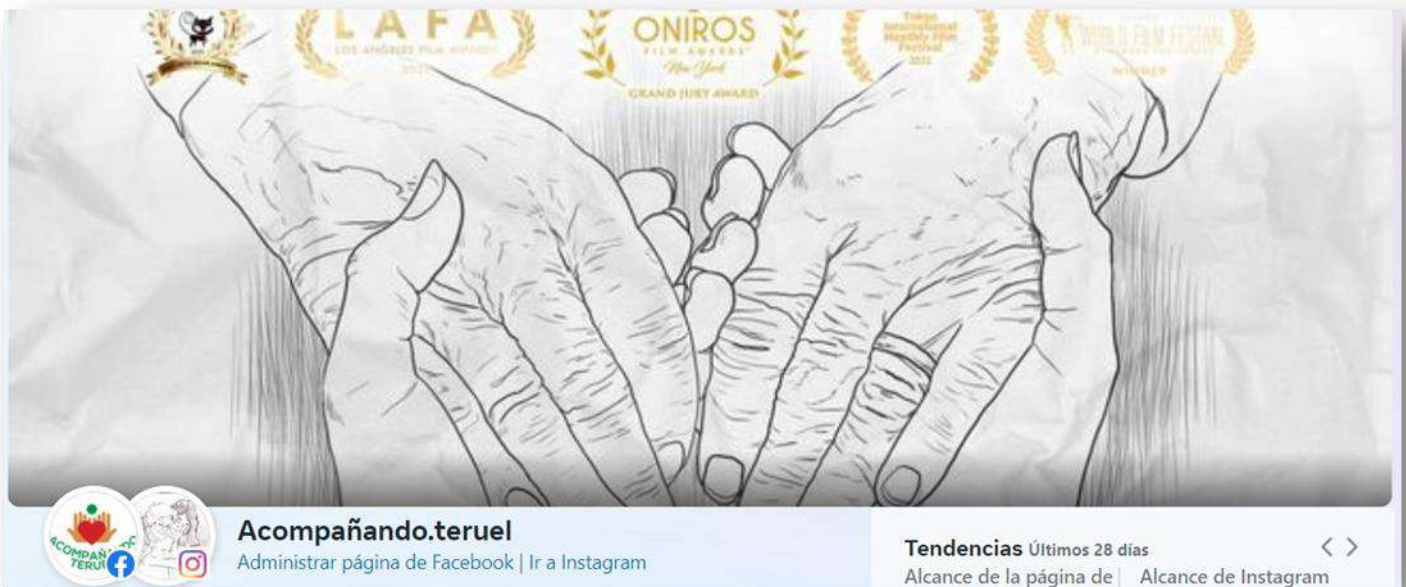 LAFA
LOS ANGELES FILM AWARDS
ONIROS
FILM AWARDS
New York
GRAND JURY AWARD
Tokyo
International
Monthly Film
Festival
2021
WORLD FILM FESTIVAL
WINNER
ACOMPAÑANDO
TERUEL
Acompañando.teruel
Administrar página de Facebook | Ir a Instagram
Tendencias Últimos 28 días
Alcance de la página de
Alcance de Instagram